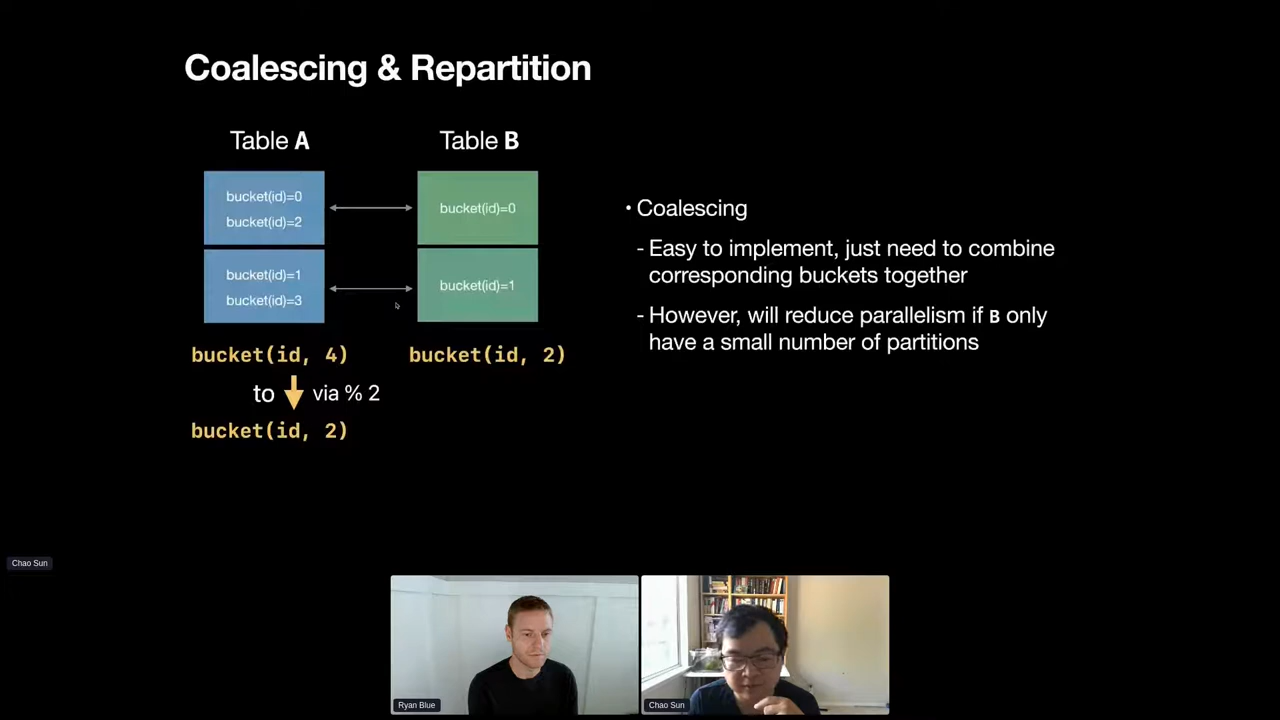 Coalescing & Repartition
Table A
Table B
bucket(id)=0
bucket(id)=2
bucket(id)=0
bucket(id)=1
bucket(id)=3
bucket(id)=1
bucket(id, 4)
bucket(id, 2)
to
via % 2
bucket(id, 2)
• Coalescing
- Easy to implement, just need to combine
corresponding buckets together
- However, will reduce parallelism if B only
have a small number of partitions
Chao Sun
Ryan Blue
Chao Sun